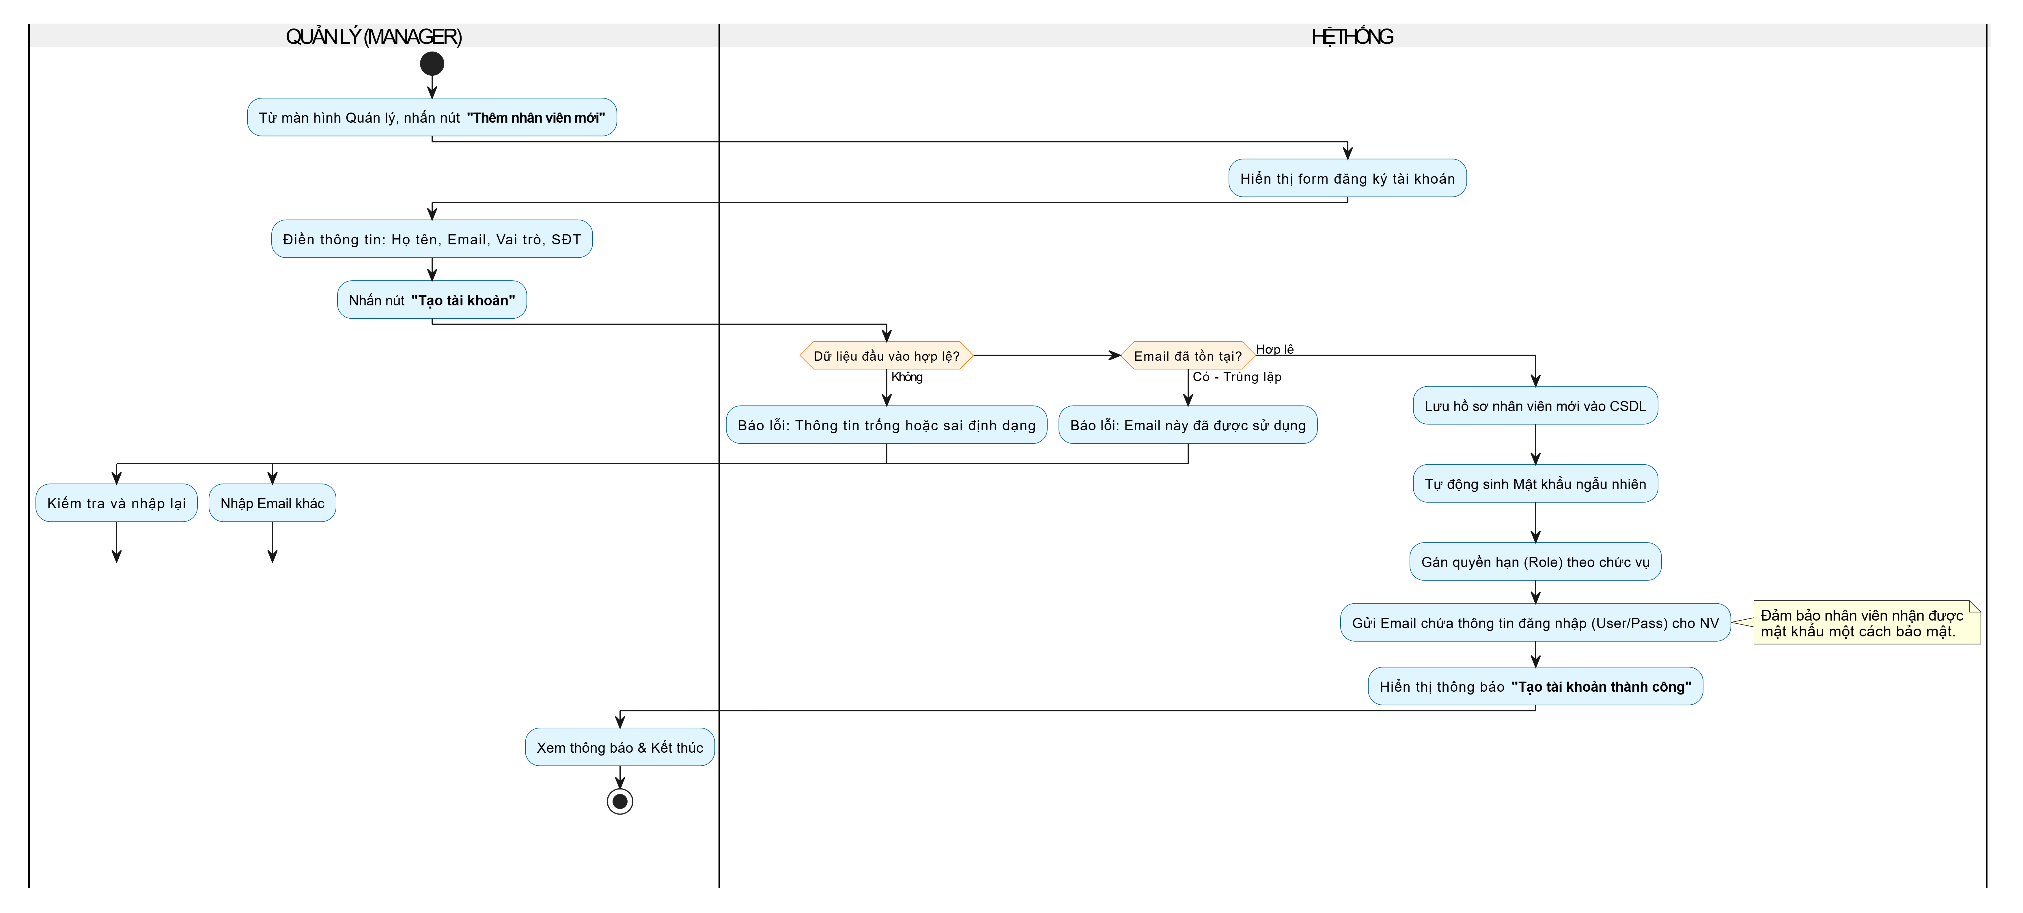 QUẢN LÝ (MANAGER)
HỆ THỐNG
Từ màn hình Quản lý, nhấn nút "Thêm nhân viên mới"
Hiển thị form đăng ký tài khoản
Điền thông tin: Họ tên, Email, Vai trò, SĐT
Nhấn nút "Tạo tài khoản"
Dữ liệu đầu vào hợp lệ?
Email đã tồn tại?
Hợp lệ
Không
Có - Trùng lặp
Lưu hồ sơ nhân viên mới vào CSDL
Báo lỗi: Thông tin trống hoặc sai định dạng
Báo lỗi: Email này đã được sử dụng
Tự động sinh Mật khẩu ngẫu nhiên
Kiểm tra và nhập lại
Nhập Email khác
Gán quyền hạn (Role) theo chức vụ
Gửi Email chứa thông tin đăng nhập (User/Pass) cho NV
Đảm bảo nhân viên nhận được
mật khẩu một cách bảo mật.
Hiển thị thông báo "Tạo tài khoản thành công"
Xem thông báo & Kết thúc